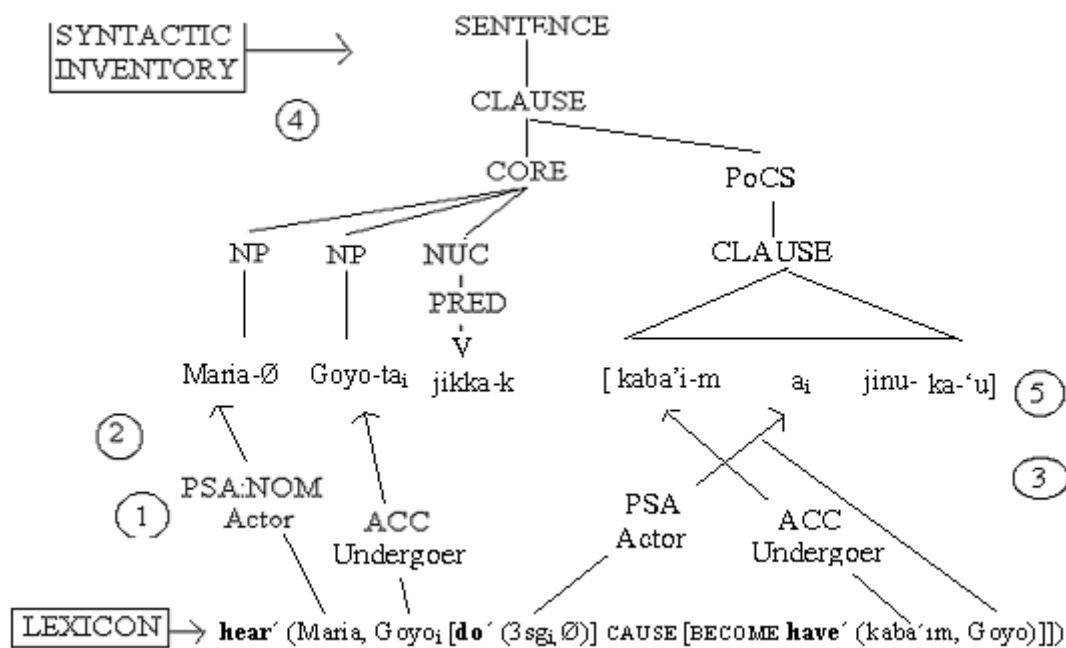 SYNTACTIC
INVENTORY
SENTENCE
CLAUSE
④
CORE
PoCS
NP NP NUC
CLAUSE
PRED
V
Maria-Ø Goyo-taᵢ jikka-k [ kaba'i-m aᵢ jinu- ka-‘u] ⑤
②
③
① PSA:NOM
Actor
ACC
Undergoer
PSA
Actor
ACC
Undergoer
LEXICON
hear´ (Maria, Goyoᵢ [do´ (3sgᵢ, Ø)] CAUSE [BECOME have´ (kaba´ım, Goyo)]])